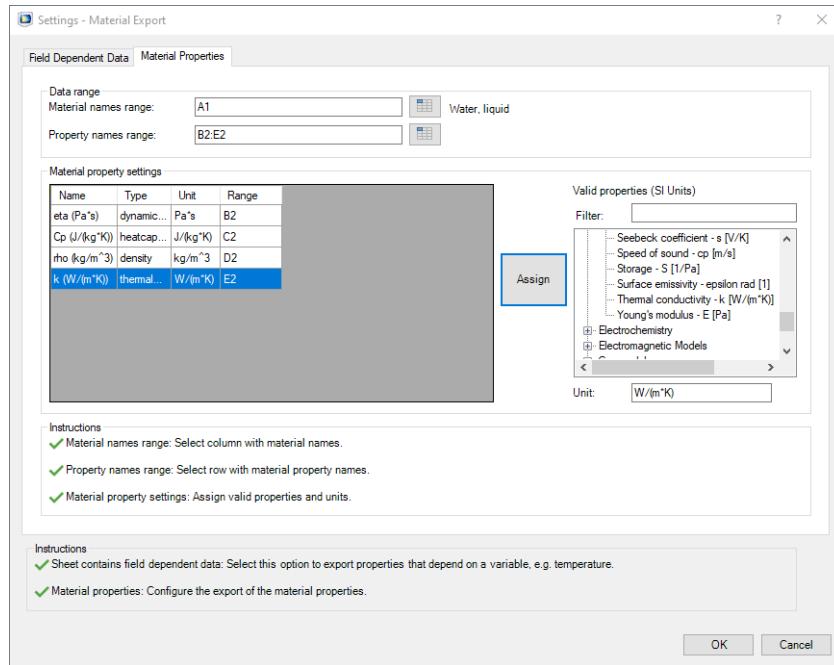 Settings - Material Export
Field Dependent Data
Material Properties
Data range
Material names range:
A1
Water, liquid
Property names range:
B2:E2
Material property settings
Name Type Unit Range
eta (Pa*s) dynamic... Pa*s B2
Cp (J/(kg*K)) heatcap... J/(kg*K) C2
rho (kg/m^3) density kg/m^3 D2
k (W/(m*K)) thermal... W/(m*K) E2
Assign
Valid properties (SI Units)
Filter:
Seebeck coefficient - s [V/K]
Speed of sound - cp [m/s]
Storage - S [1/Pa]
Surface emissivity - epsilon rad [1]
Thermal conductivity - k [W/(m*K)]
Young's modulus - E [Pa]
Electrochemistry
Electromagnetic Models
Unit:
W/(m*K)
Instructions
Material names range: Select column with material names.
Property names range: Select row with material property names.
Material property settings: Assign valid properties and units.
Instructions
Sheet contains field dependent data: Select this option to export properties that depend on a variable, e.g. temperature.
Material properties: Configure the export of the material properties.
OK
Cancel